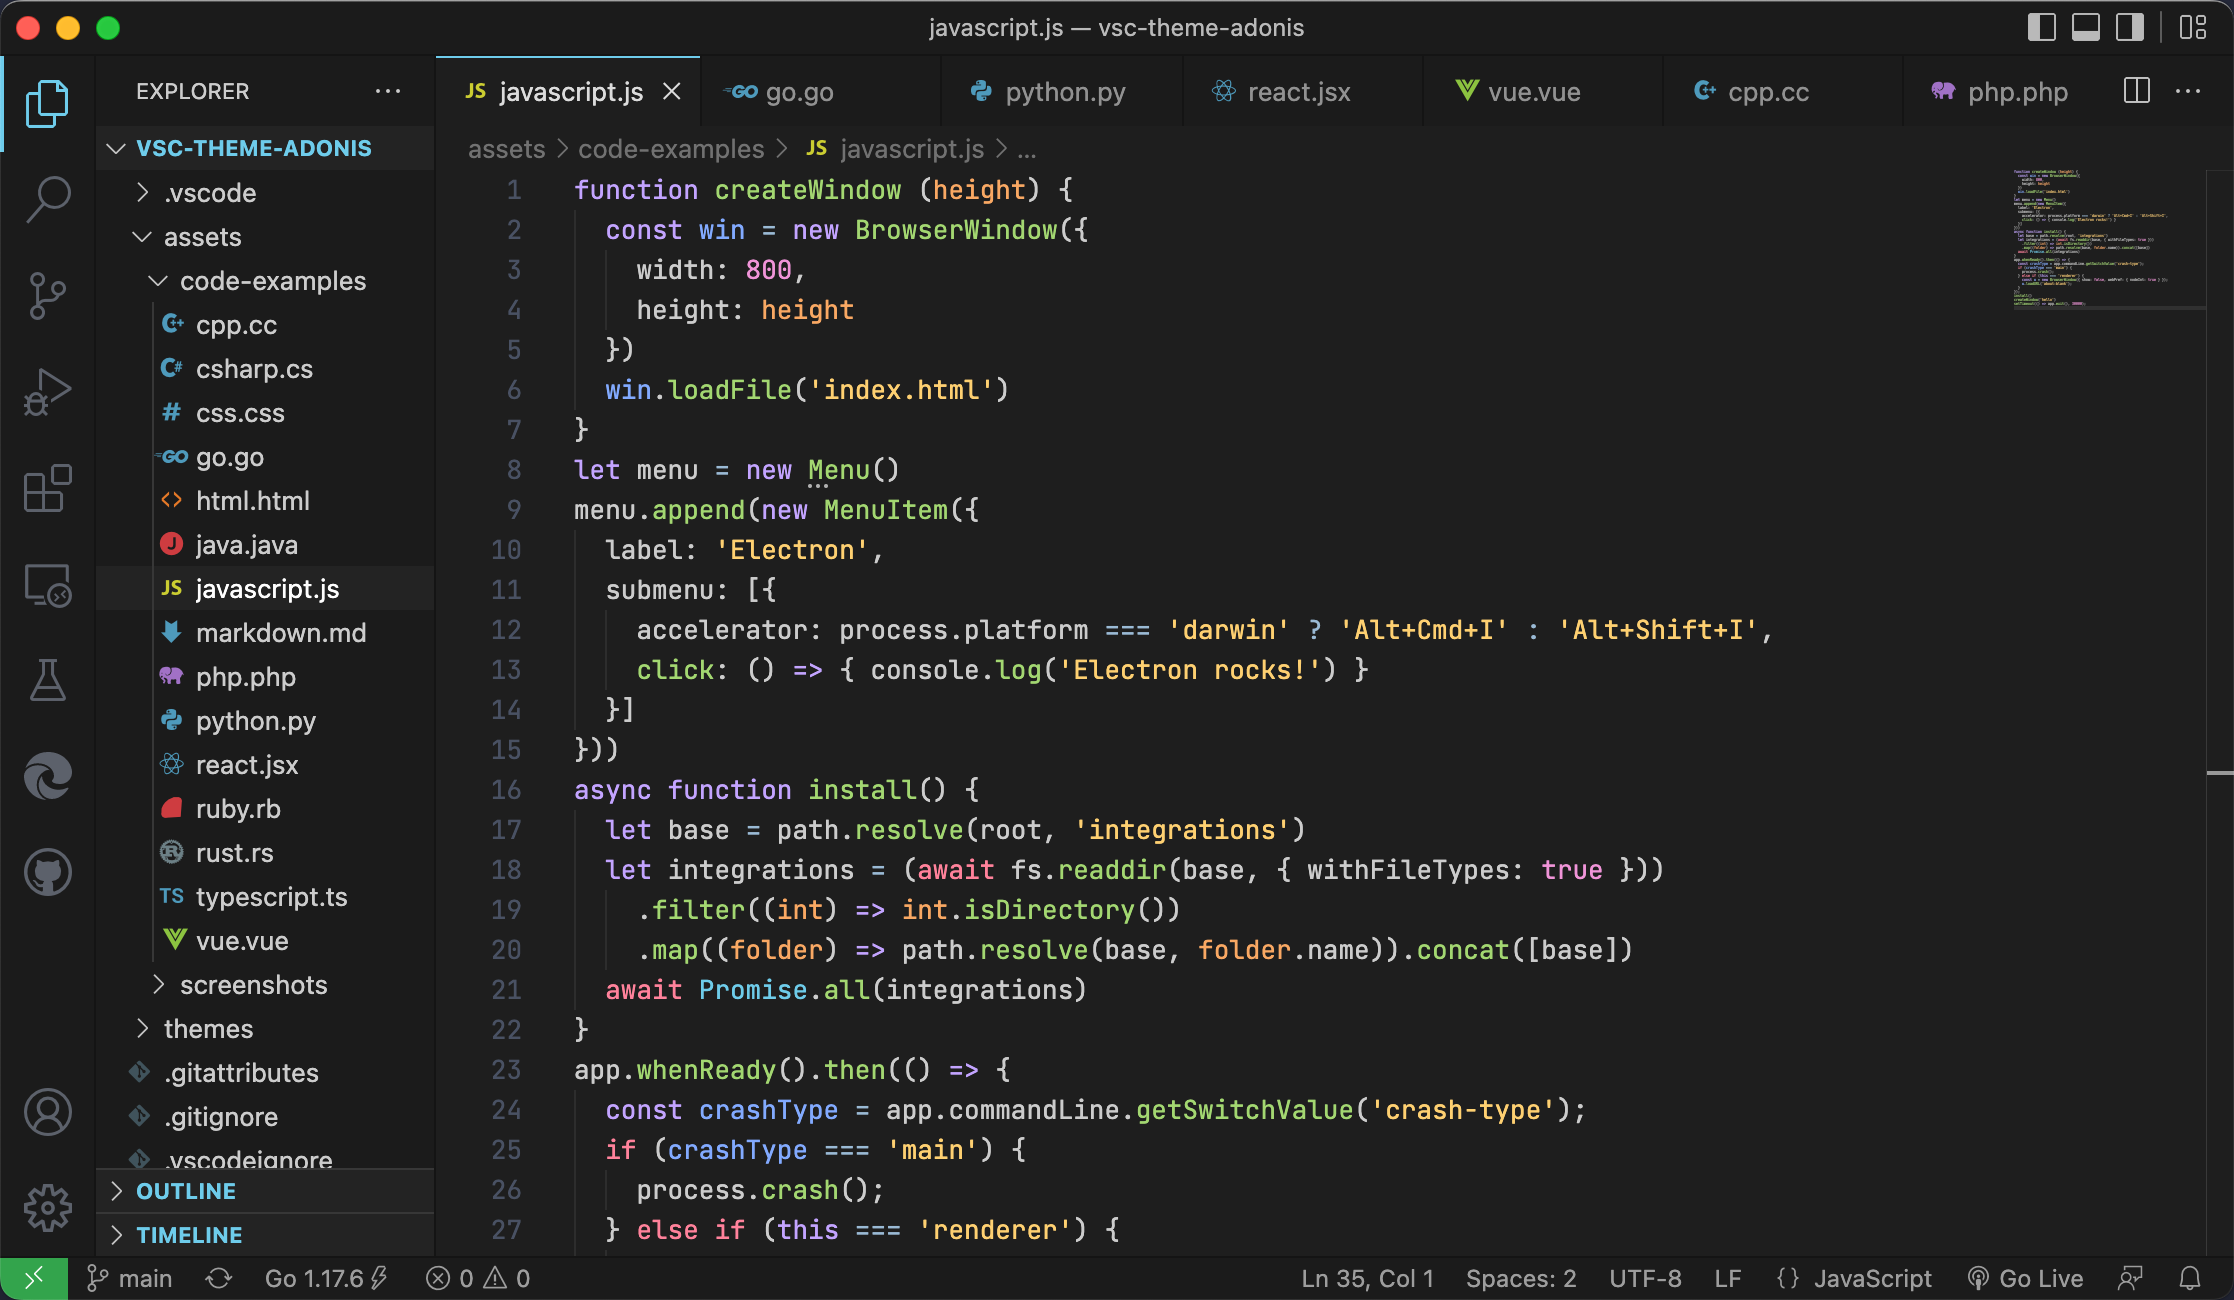 javascript.js — vsc-theme-adonis
EXPLORER
VSC-THEME-ADONIS
.vscode
assets
code-examples
cpp.cc
csharp.cs
css.css
go.go
html.html
java.java
JS javascript.js
markdown.md
php.php
python.py
react.jsx
ruby.rb
rust.rs
TS typescript.ts
vue.vue
screenshots
themes
.gitattributes
.gitignore
.vscodeignore
OUTLINE
TIMELINE
JS javascript.js
GO go.go
python.py
react.jsx
vue.vue
cpp.cc
php.php
assets > code-examples > JS javascript.js > ...
1 function createWindow (height) {
2 const win = new BrowserWindow({
3 width: 800,
4 height: height
5 })
6 win.loadFile('index.html')
7 }
8 let menu = new Menu()
9 menu.append(new MenuItem({
10 label: 'Electron',
11 submenu: [{
12 accelerator: process.platform === 'darwin' ? 'Alt+Cmd+I' : 'Alt+Shift+I',
13 click: () => { console.log('Electron rocks!') }
14 }]
15 }))
16 async function install() {
17 let base = path.resolve(root, 'integrations')
18 let integrations = (await fs.readdir(base, { withFileTypes: true }))
19 .filter((int) => int.isDirectory())
20 .map((folder) => path.resolve(base, folder.name)).concat([base])
21 await Promise.all(integrations)
22 }
23 app.whenReady().then(() => {
24 const crashType = app.commandLine.getSwitchValue('crash-type');
25 if (crashType === 'main') {
26 process.crash();
27 } else if (this === 'renderer') {
main
Go 1.17.6
0
0
Ln 35, Col 1
Spaces: 2
UTF-8
LF
{} JavaScript
Go Live